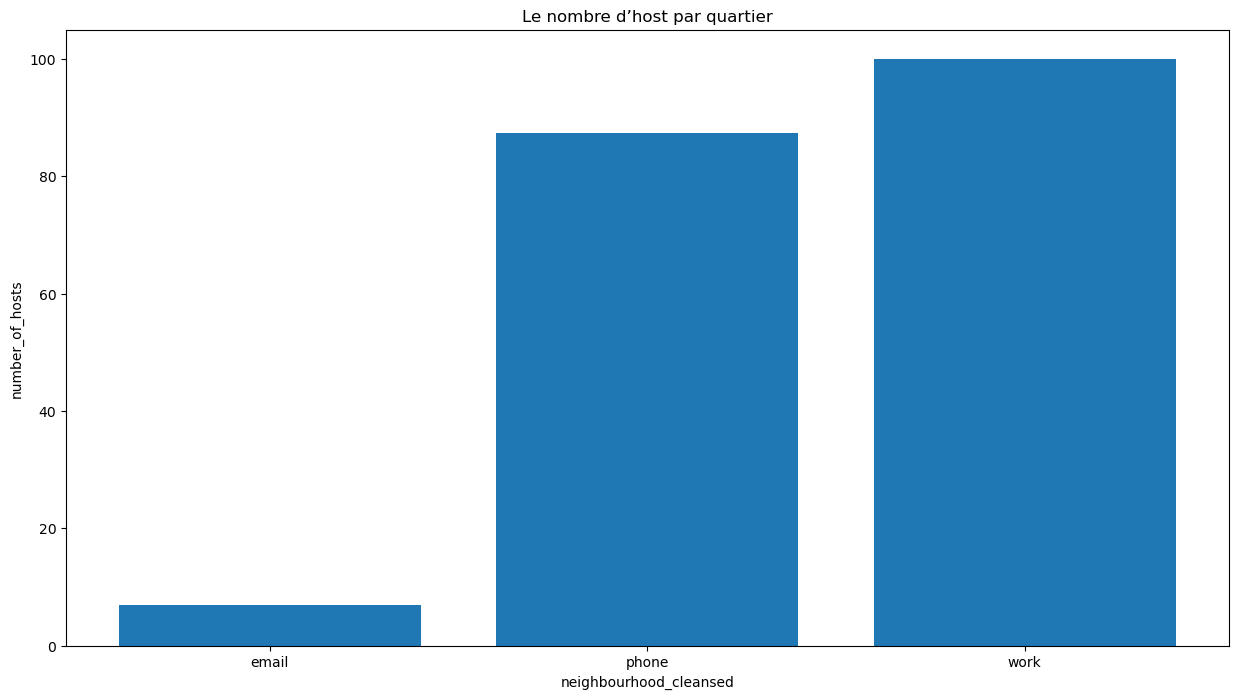 Le nombre d’host par quartier
number_of_hosts
100
80
60
40
20
0
email phone work
neighbourhood_cleansed